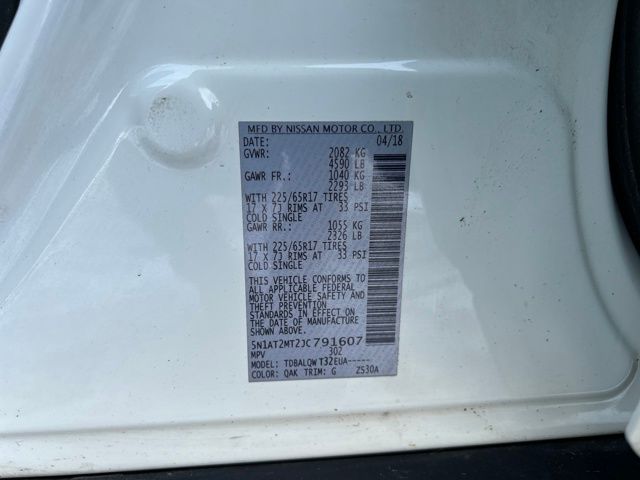 MFD BY NISSAN MOTOR CO., LTD.
DATE: 04/18
GVWR: 2082 KG
4590 LB
GAWR FR.: 1040 KG
2293 LB
WITH 225/65R17 TIRES
17 X 7J RIMS AT 33 PSI
COLD SINGLE
GAWR RR.: 1055 KG
2326 LB
WITH 225/65R17 TIRES
17 X 7J RIMS AT 33 PSI
COLD SINGLE
THIS VEHICLE CONFORMS TO
ALL APPLICABLE FEDERAL
MOTOR VEHICLE SAFETY AND
THEFT PREVENTION
STANDARDS IN EFFECT ON
THE DATE OF MANUFACTURE
SHOWN ABOVE.
5N1AT2MT2JC791607
MPV 302
MODEL: TDBALQWT32EUA-----
COLOR: QAK TRIM: G ZS30A